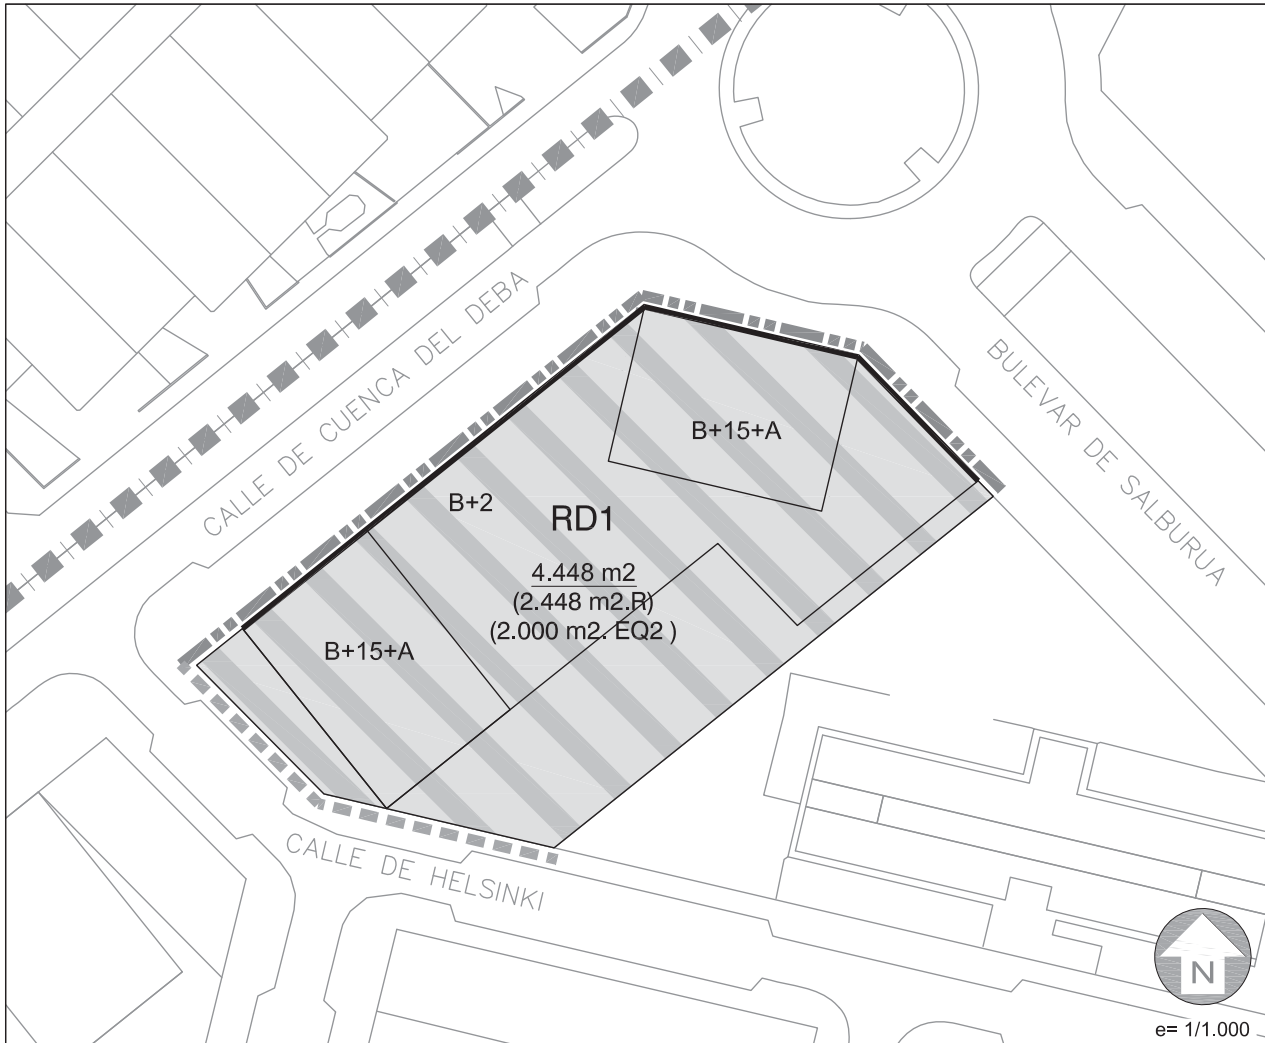 CALLE DE CUENCA DEL DEBA
BULEVAR DE SALBURUA
B+15+A
B+2
RD1
4.448 m2
(2.448 m2.R)
(2.000 m2. EQ2 )
B+15+A
CALLE DE HELSINKI
N
e= 1/1.000